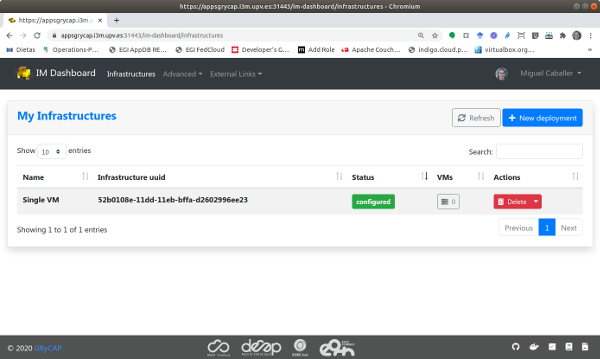 https://appsgrycap.i3m.upv.es:31443/im-dashboard/infrastructures - Chromium
https://appsgrycap.i3m.upv.es
appsgrycap.i3m.upv.es:31443/im-dashboard/infrastructures
Dietas Operations-P... EGI AppDB RE... EGI FedCloud Developer's G... Add Role Apache Couch... indigo.cloud.p... virtualbox.org...
IM Dashboard Infrastructures Advanced External Links Miguel Caballer
My Infrastructures Refresh New deployment
Show 10 entries Search:
Name Infrastructure uuid Status VMs Actions
Single VM 52b0108e-11dd-11eb-bffa-d2602996ee23 configured 0 Delete
Showing 1 to 1 of 1 entries Previous 1 Next
© 2020 GRyCAP